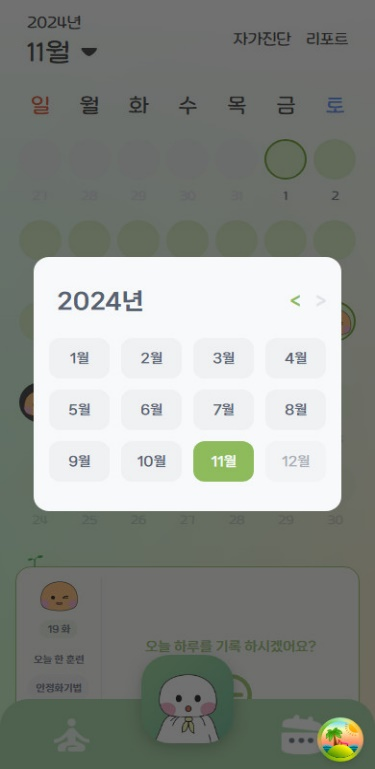 2024년
11월
자가진단 리포트
일 월 화 수 목 금 토
27 28 29 30 31 1 2
2024년 < >
1월 2월 3월 4월
5월 6월 7월 8월
9월 10월 11월 12월
24 25 26 27 28 29 30
19 화
오늘 한 훈련
안정화기법
오늘 하루를 기록 하시겠어요?